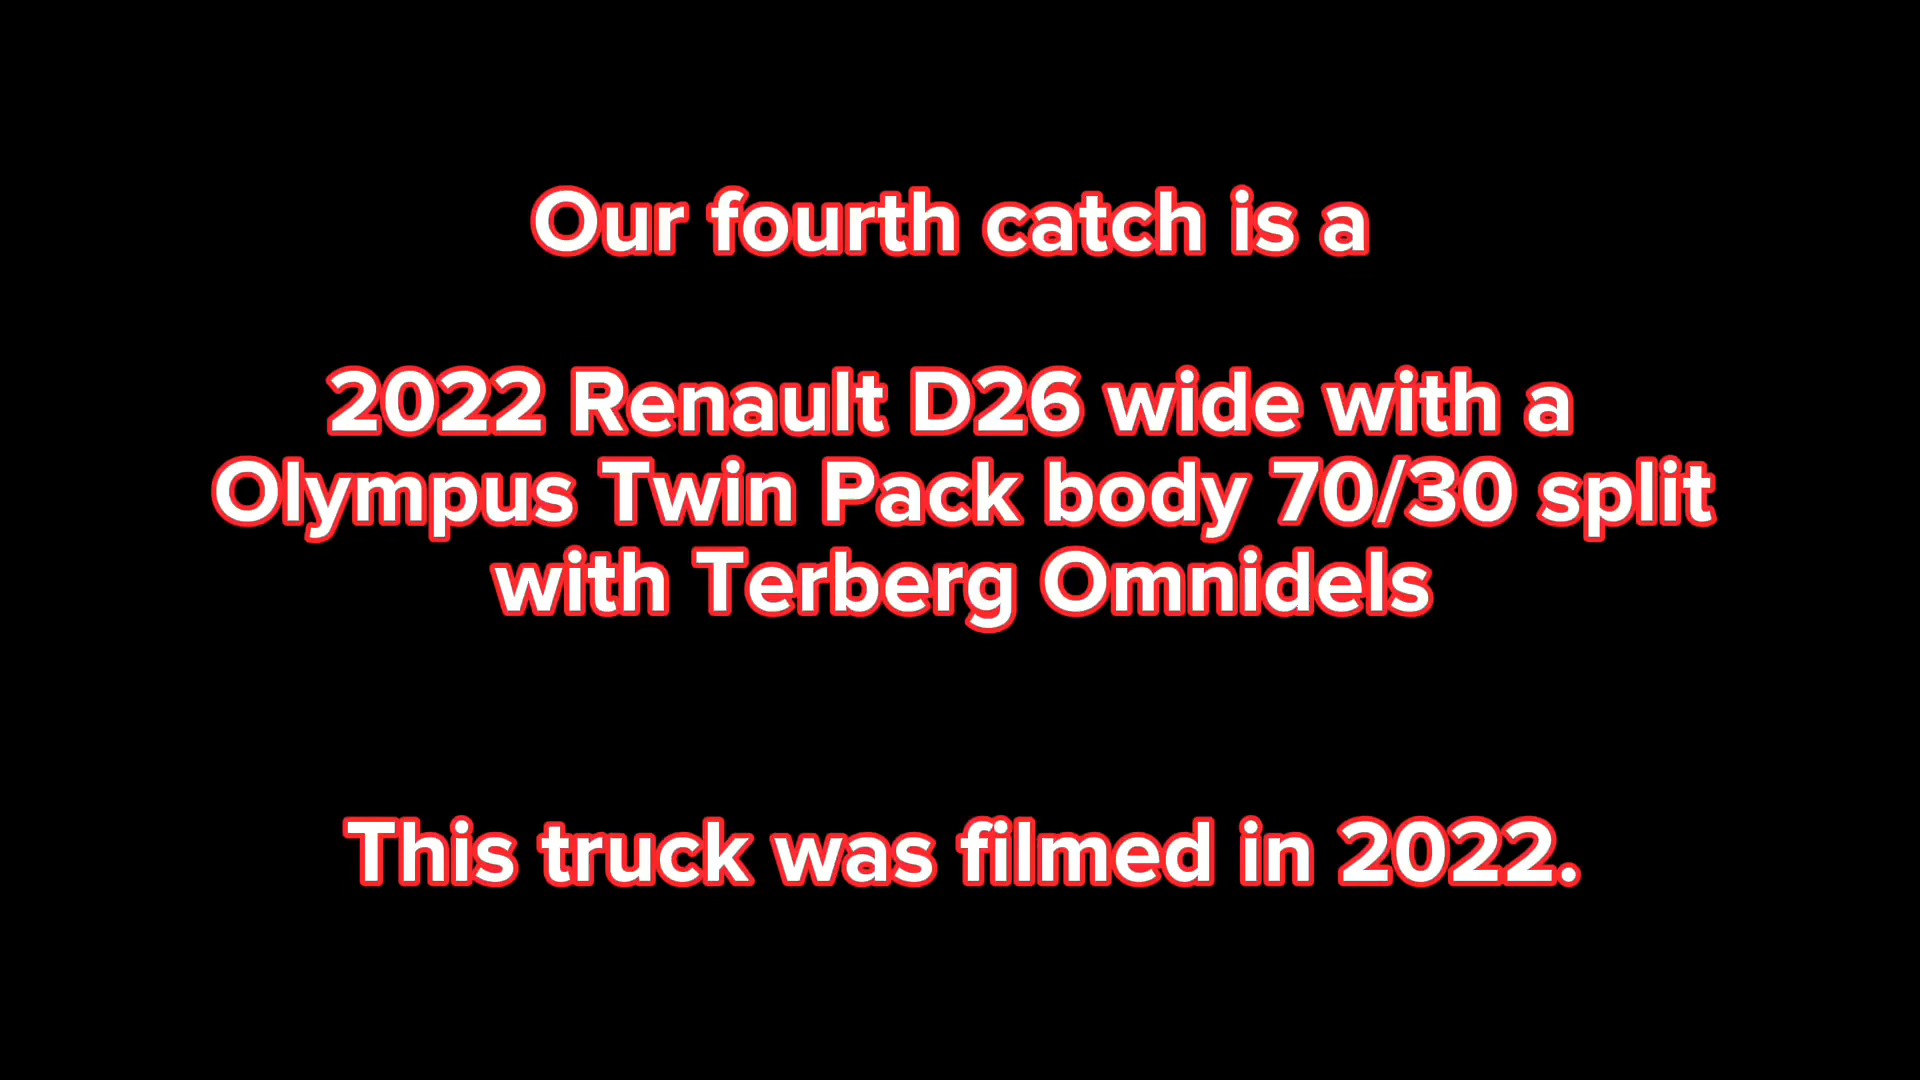 Our fourth catch is a
2022 Renault D26 wide with a
Olympus Twin Pack body 70/30 split
with Terberg Omnidels
This truck was filmed in 2022.